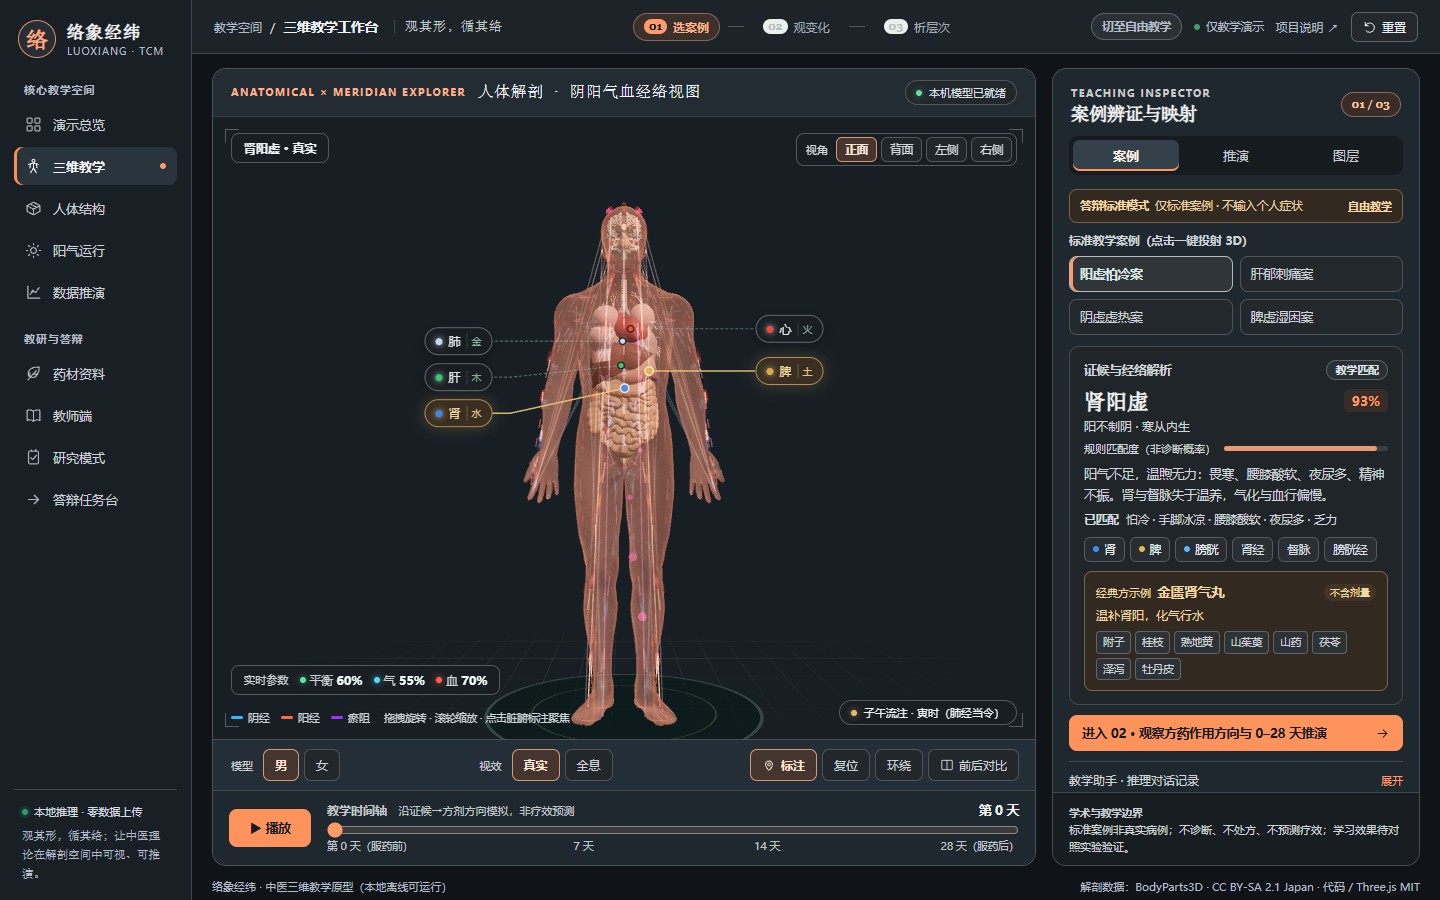 络
络象经纬
LUOXIANG · TCM
核心教学空间
演示总览
三维教学
人体结构
阳气运行
数据推演
教研与答辩
药材资料
教师端
研究模式
答辩任务台
本地推理 · 零数据上传
观其形，循其络；让中医理
论在解剖空间中可视、可推
演。
教学空间 / 三维教学工作台 观其形，循其络
01 选案例 02 观变化 03 析层次
切至自由教学 仅教学演示 项目说明 ↗ 重置
ANATOMICAL × MERIDIAN EXPLORER 人体解剖 · 阴阳气血经络视图
本机模型已就绪
肾阳虚 • 真实
视角 正面 背面 左侧 右侧
肺 金
肝 木
肾 水
心 火
脾 土
实时参数 平衡 60% 气 55% 血 70%
阴经 阳经 瘀阻 拖拽旋转 · 滚轮缩放 · 点击脏腑标注聚焦
子午流注 · 寅时（肺经当令）
模型 男 女
视效 真实 全息
标注 复位 环绕 前后对比
▶ 播放
教学时间轴 沿证候→方剂方向模拟，非疗效预测
第 0 天
第 0 天（服药前） 7 天 14 天 28 天（服药后）
TEACHING INSPECTOR
案例辨证与映射
01 / 03
案例 推演 图层
答辩标准模式 仅标准案例 · 不输入个人症状 自由教学
标准教学案例（点击一键投射 3D）
阳虚怕冷案 肝郁刺痛案
阴虚虚热案 脾虚湿困案
证候与经络解析 教学匹配
肾阳虚 93%
阳不制阴 · 寒从内生
规则匹配度（非诊断概率）
阳气不足，温煦无力：畏寒、腰膝酸软、夜尿多、精神
不振。肾与督脉失于温养，气化与血行偏慢。
已匹配 怕冷 · 手脚冰凉 · 腰膝酸软 · 夜尿多 · 乏力
肾 脾 膀胱 肾经 督脉 膀胱经
经典方示例 金匮肾气丸 不含剂量
温补肾阳，化气行水
附子 桂枝 熟地黄 山茱萸 山药 茯苓
泽泻 牡丹皮
进入 02 • 观察方药作用方向与 0–28 天推演 →
教学助手 · 推理对话记录 展开
学术与教学边界
标准案例非真实病例；不诊断、不处方、不预测疗效；学习效果待对
照实验验证。
络象经纬 · 中医三维教学原型（本地离线可运行）
解剖数据：BodyParts3D · CC BY-SA 2.1 Japan · 代码 / Three.js MIT